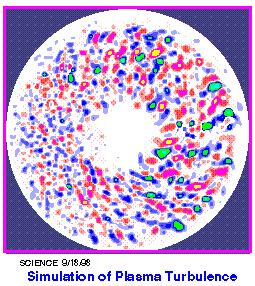 SCIENCE 9/18/98
Simulation of Plasma Turbulence